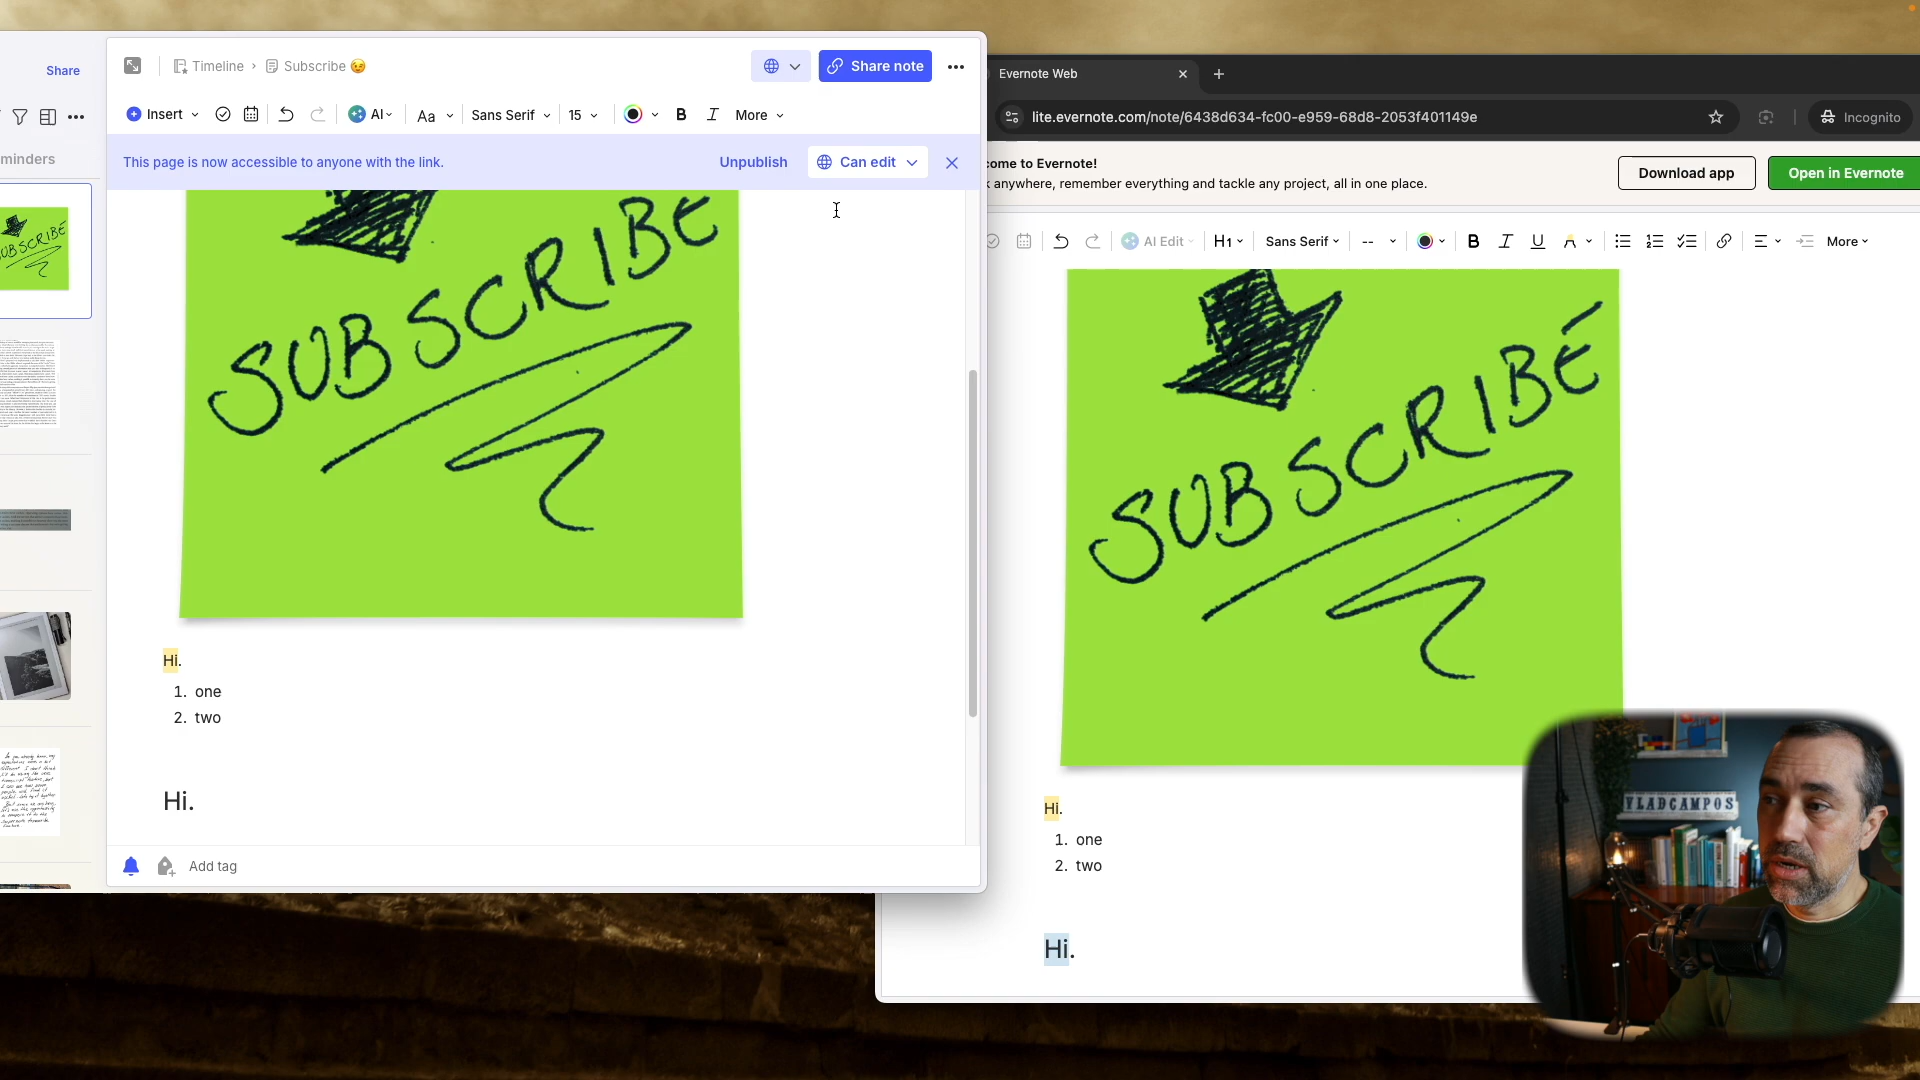 Evernote Web
Share
Timeline › Subscribe 😉
Share note
lite.evernote.com/note/6438d634-fc00-e959-68d8-2053f401149e
Incognito
Insert
AI
Aa
Sans Serif
15
B
I
More
minders
This page is now accessible to anyone with the link.
Unpublish
Can edit
come to Evernote!
k anywhere, remember everything and tackle any project, all in one place.
Download app
Open in Evernote
AI Edit
H1
Sans Serif
--
B
I
U
More
SUBSCRIBE
SUBSCRIBE
SUBSCRIBE
Hi.
1. one
2. two
Hi.
Add tag
Hi.
1. one
2. two
Hi.
VLADCAMPOS